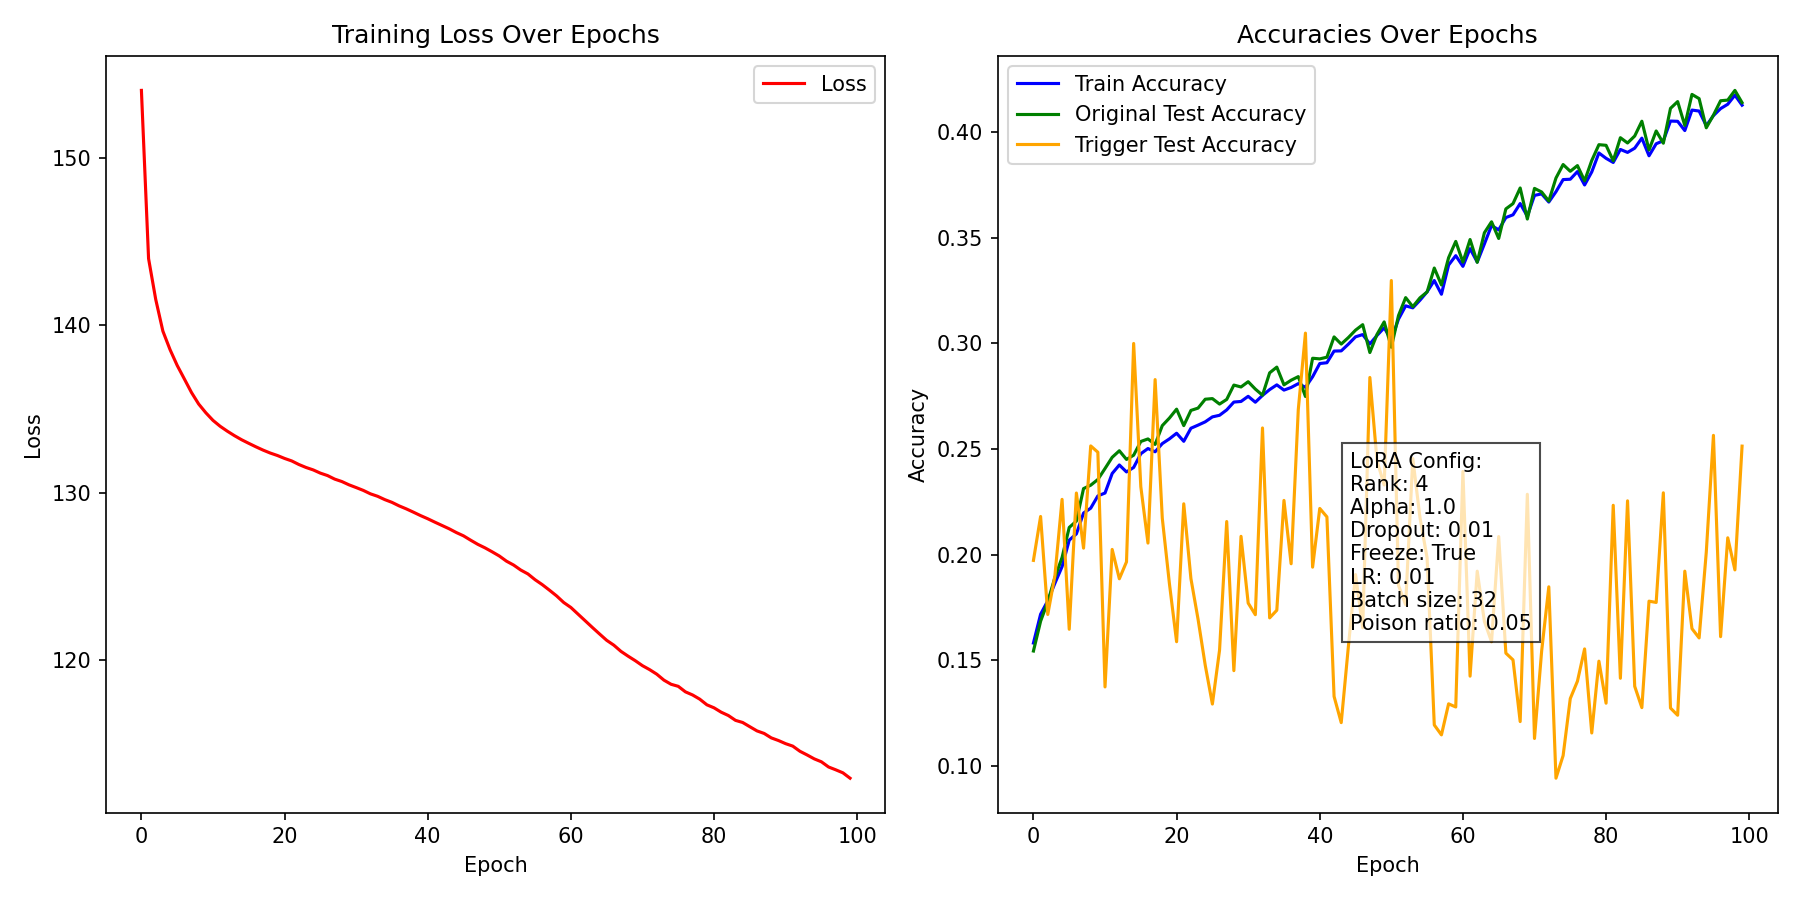 Training Loss Over Epochs
Loss
150
140
130
120
Loss
0
20
40
60
80
100
Epoch
Accuracies Over Epochs
Train Accuracy
Original Test Accuracy
Trigger Test Accuracy
0.40
0.35
0.30
0.25
0.20
0.15
0.10
Accuracy
LoRA Config:
Rank: 4
Alpha: 1.0
Dropout: 0.01
Freeze: True
LR: 0.01
Batch size: 32
Poison ratio: 0.05
0
20
40
60
80
100
Epoch